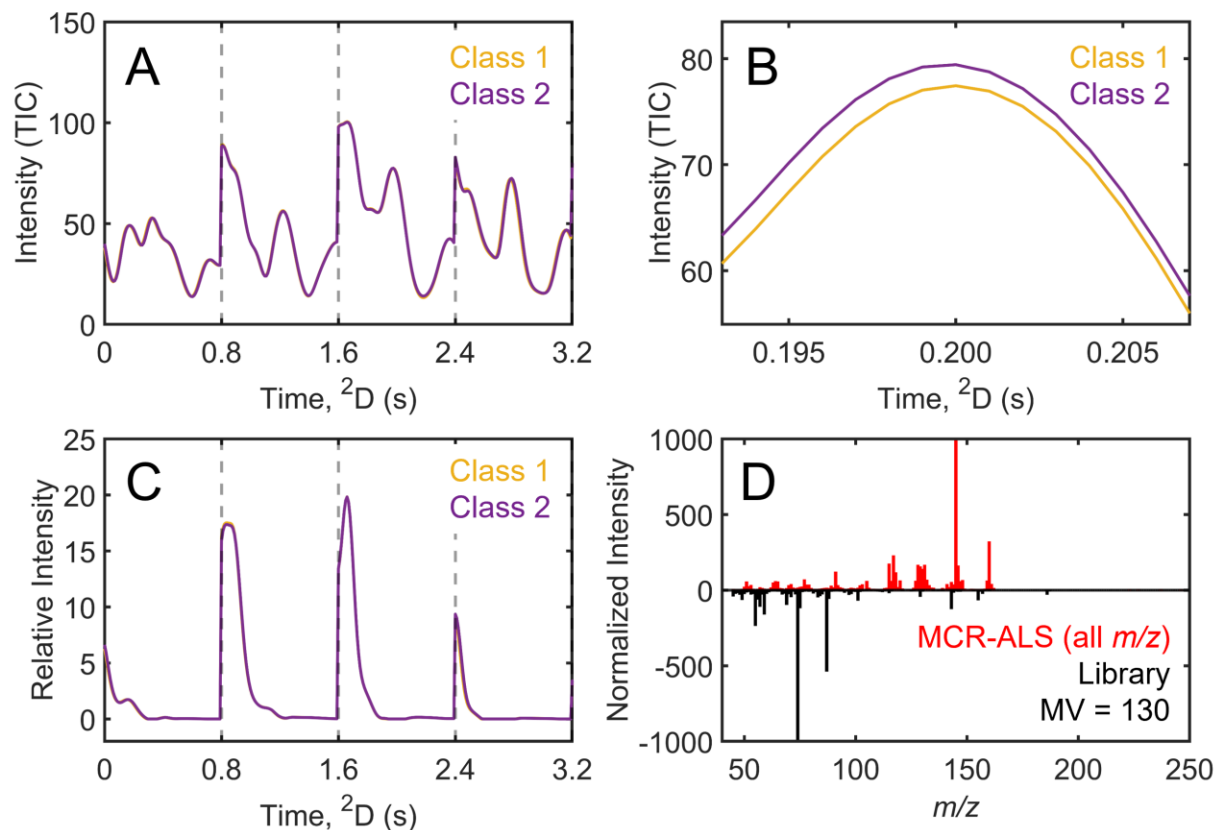 A
Class 1
Class 2
Intensity (TIC)
150
100
50
0
0 0.8 1.6 2.4 3.2
Time, ²D (s)
B
Class 1
Class 2
Intensity (TIC)
80
70
60
0.195 0.200 0.205
Time, ²D (s)
C
Class 1
Class 2
Relative Intensity
25
20
15
10
5
0
0 0.8 1.6 2.4 3.2
Time, ²D (s)
D
Normalized Intensity
1000
500
0
-500
-1000
MCR-ALS (all m/z)
Library
MV = 130
50 100 150 200 250
m/z